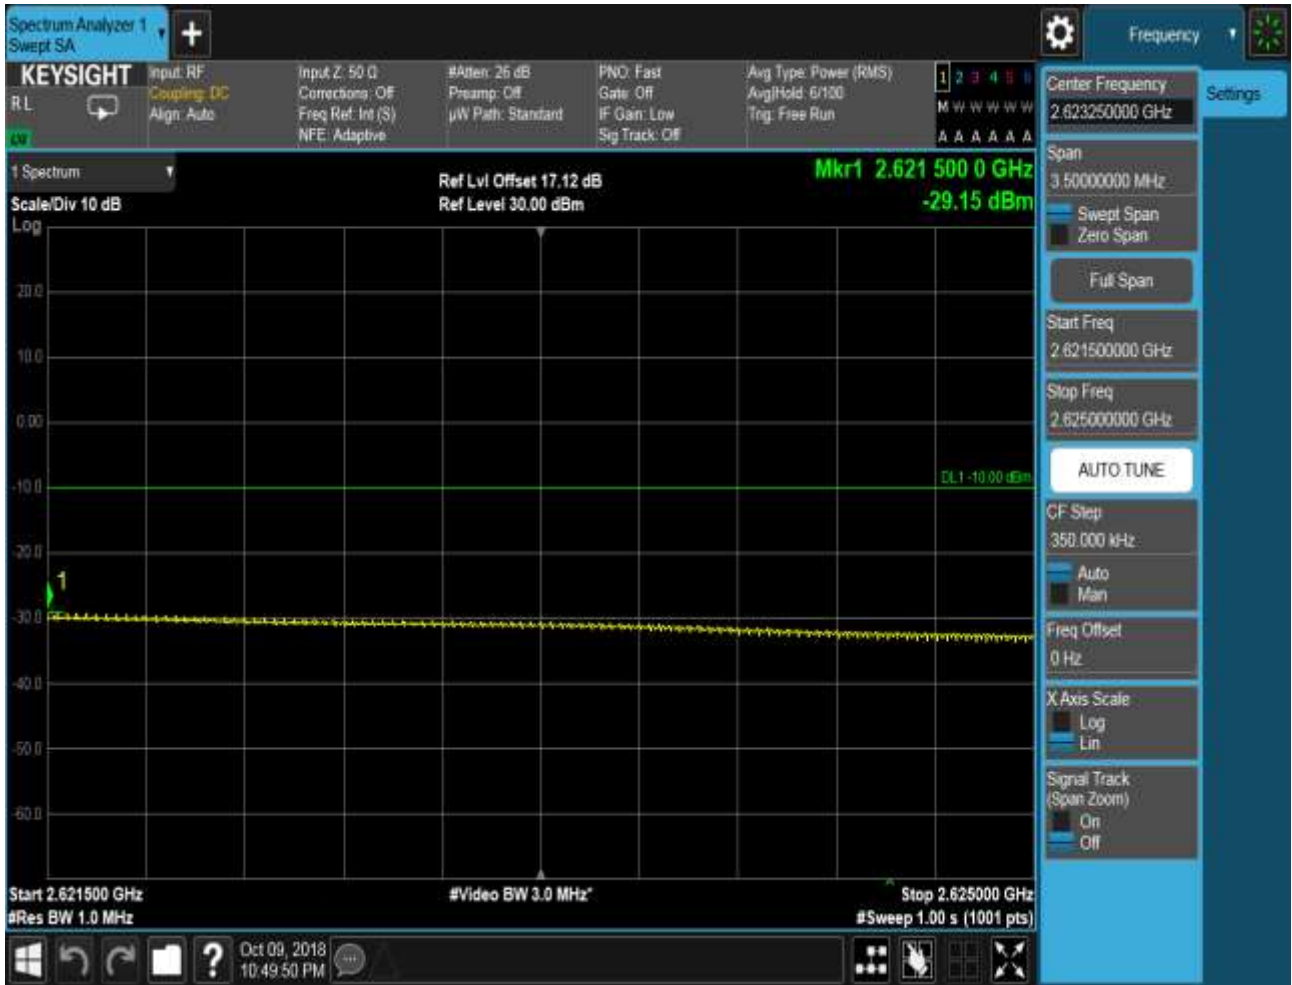 Spectrum Analyzer 1
Swept SA
+
Frequency
KEYSIGHT
RL
Input: RF
Coupling: DC
Align: Auto
Input Z: 50 Ω
Corrections: Off
Freq Ref: Int (S)
NFE: Adaptive
#Atten: 26 dB
Preamp: Off
µW Path: Standard
PNO: Fast
Gate: Off
IF Gain: Low
Sig Track: Off
Avg Type: Power (RMS)
Avg|Hold: 6/100
Trig: Free Run
1 2 3 4 5 6
M W W W W W
A A A A A A
1 Spectrum
Scale/Div 10 dB
Log
Ref Lvl Offset 17.12 dB
Ref Level 30.00 dBm
Mkr1 2.621 500 0 GHz
-29.15 dBm
20.0
10.0
0.00
-10.0
-20.0
-30.0
-40.0
-50.0
-60.0
DL1 -10.00 dBm
1
Start 2.621500 GHz
#Res BW 1.0 MHz
#Video BW 3.0 MHz*
Stop 2.625000 GHz
#Sweep 1.00 s (1001 pts)
Center Frequency
2.623250000 GHz
Settings
Span
3.50000000 MHz
Swept Span
Zero Span
Full Span
Start Freq
2.621500000 GHz
Stop Freq
2.625000000 GHz
AUTO TUNE
CF Step
350.000 kHz
Auto
Man
Freq Offset
0 Hz
X Axis Scale
Log
Lin
Signal Track
(Span Zoom)
On
Off
?
Oct 09, 2018
10:49:50 PM